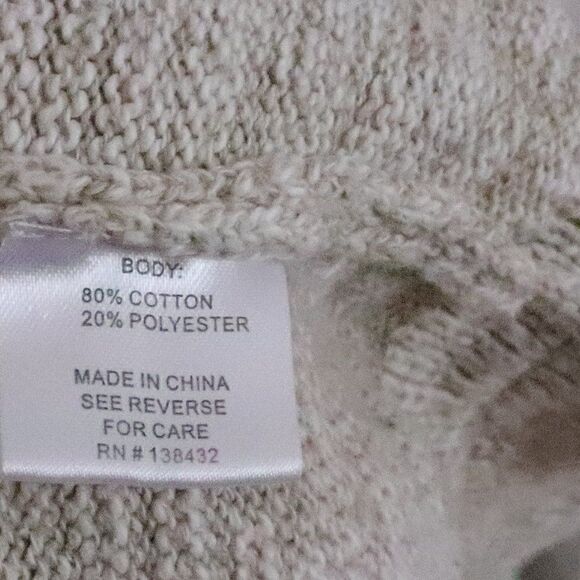 BODY:
80% COTTON
20% POLYESTER
MADE IN CHINA
SEE REVERSE
FOR CARE
RN # 138432